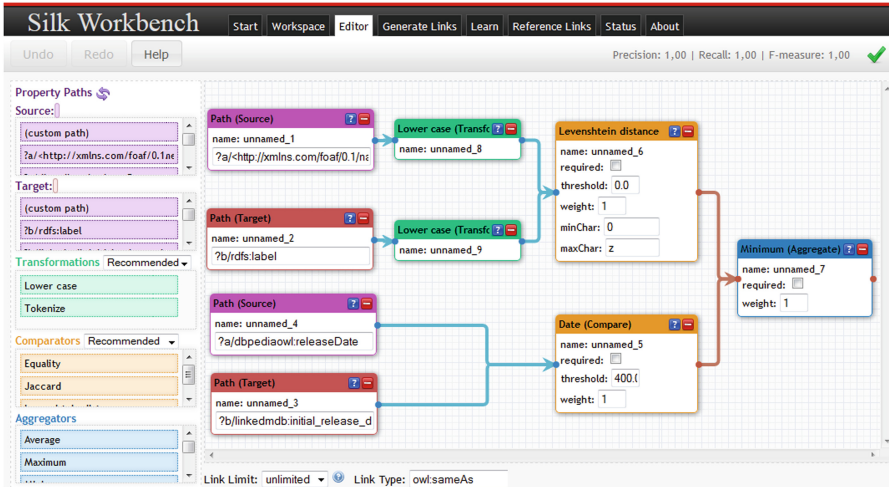 Silk Workbench
Start Workspace Editor Generate Links Learn Reference Links Status About
Undo Redo Help
Precision: 1,00 | Recall: 1,00 | F-measure: 1,00
Property Paths
Source:
(custom path)
?a/<http://xmlns.com/foaf/0.1ne
Target:
(custom path)
?b/rdfs:label
Transformations Recommended
Lower case
Tokenize
Comparators Recommended
Equality
Jaccard
Aggregators
Average
Maximum
Path (Source)
name: unnamed_1
?a/<http://xmlns.com/foaf/0.1/na
Lower case (Transfc
name: unnamed_8
Path (Target)
name: unnamed_2
?b/rdfs:label
Lower case (Transfc
name: unnamed_9
Path (Source)
name: unnamed_4
?a/dbpediaowl:releaseDate
Path (Target)
name: unnamed_3
?b/linkedmdb:initial_release_d
Levenshtein distance
name: unnamed_6
required:
threshold: 0.0
weight: 1
minChar: 0
maxChar: z
Date (Compare)
name: unnamed_5
required:
threshold: 400.(
weight: 1
Minimum (Aggregate)
name: unnamed_7
required:
weight: 1
Link Limit: unlimited Link Type: owl:sameAs